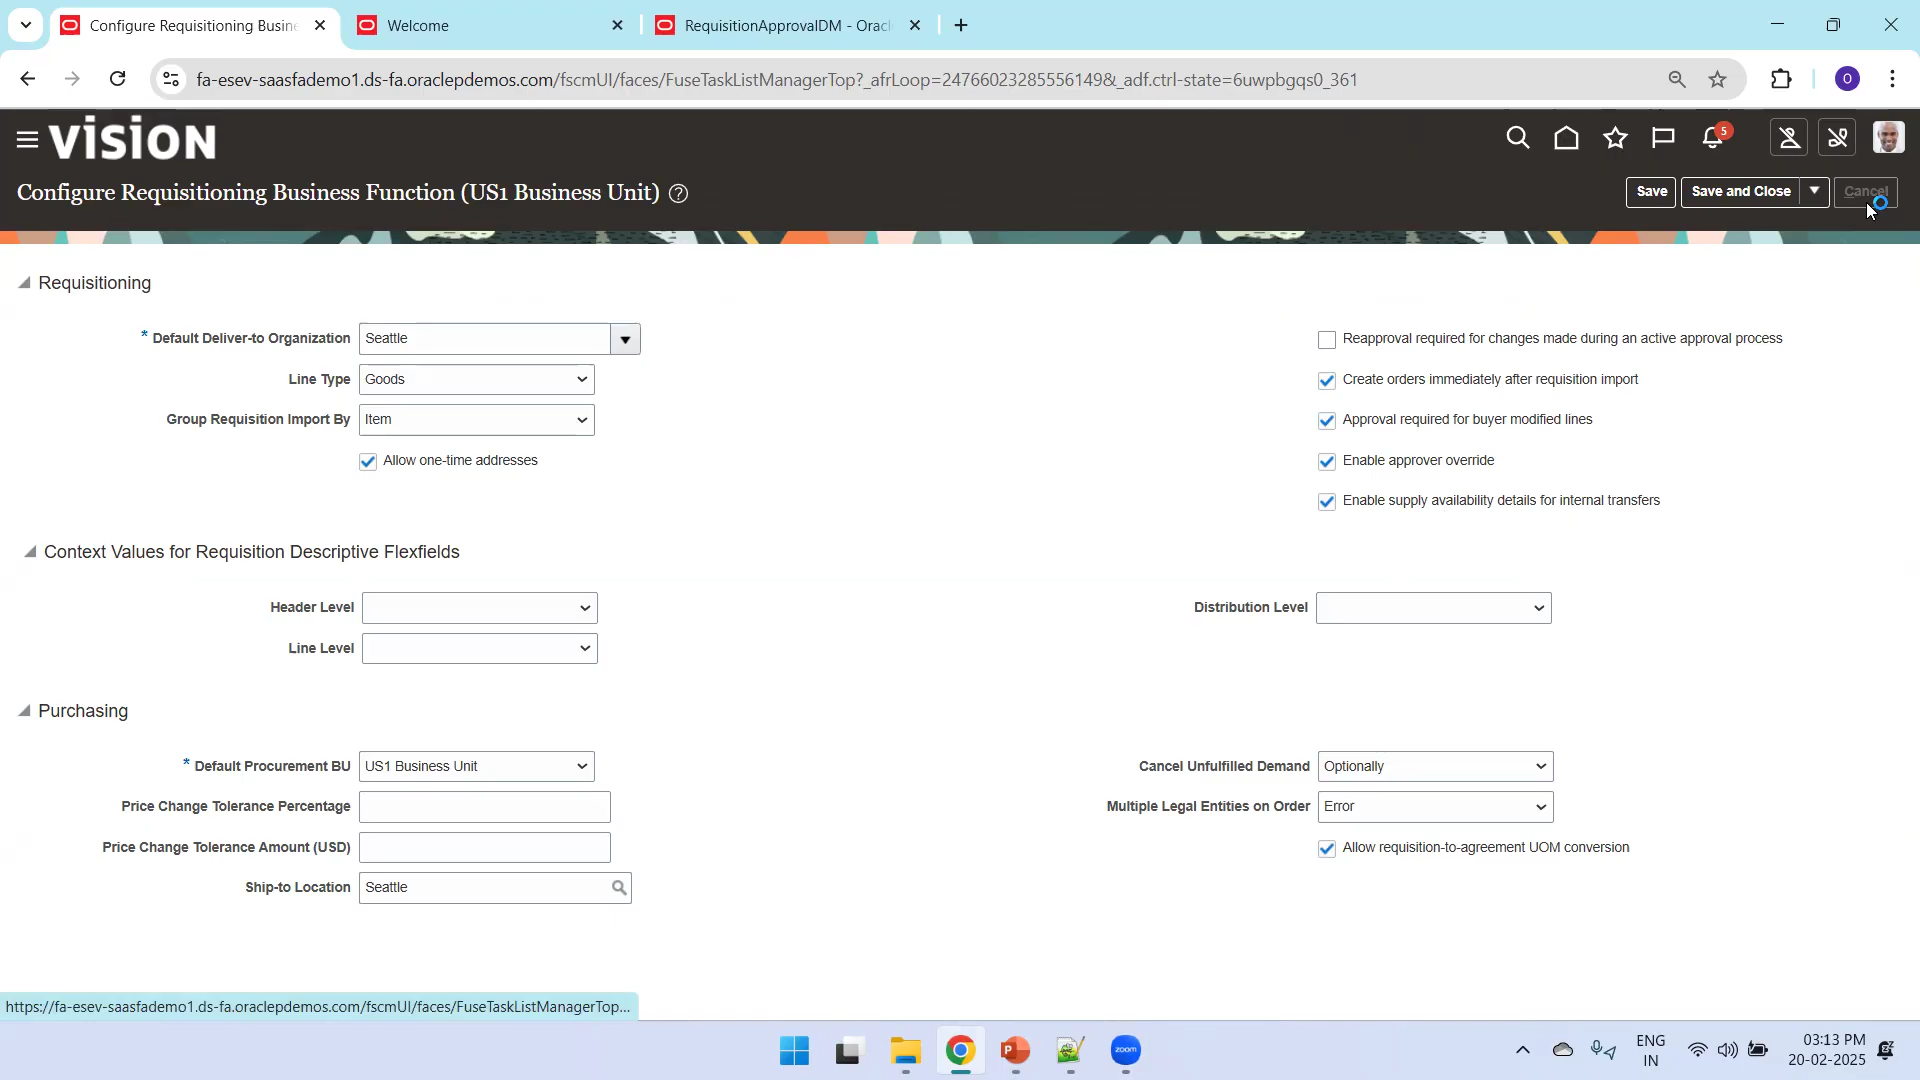 Configure Requisitioning Busine
Welcome
RequisitionApprovalDM - Oracl
fa-esev-saasfademo1.ds-fa.oraclepdemos.com/fscmUI/faces/FuseTaskListManagerTop?_afrLoop=24766023285556149&_adf.ctrl-state=6uwpbgqs0_361
O
VISION
5
Configure Requisitioning Business Function (US1 Business Unit) ?
Save
Save and Close
Cancel
Requisitioning
* Default Deliver-to Organization Seattle
Reapproval required for changes made during an active approval process
Line Type Goods
Create orders immediately after requisition import
Group Requisition Import By Item
Approval required for buyer modified lines
Allow one-time addresses
Enable approver override
Enable supply availability details for internal transfers
Context Values for Requisition Descriptive Flexfields
Header Level
Distribution Level
Line Level
Purchasing
* Default Procurement BU US1 Business Unit
Cancel Unfulfilled Demand Optionally
Price Change Tolerance Percentage
Multiple Legal Entities on Order Error
Price Change Tolerance Amount (USD)
Allow requisition-to-agreement UOM conversion
Ship-to Location Seattle
https://fa-esev-saasfademo1.ds-fa.oraclepdemos.com/fscmUI/faces/FuseTaskListManagerTop...
zoom
ENG
IN
03:13 PM
20-02-2025